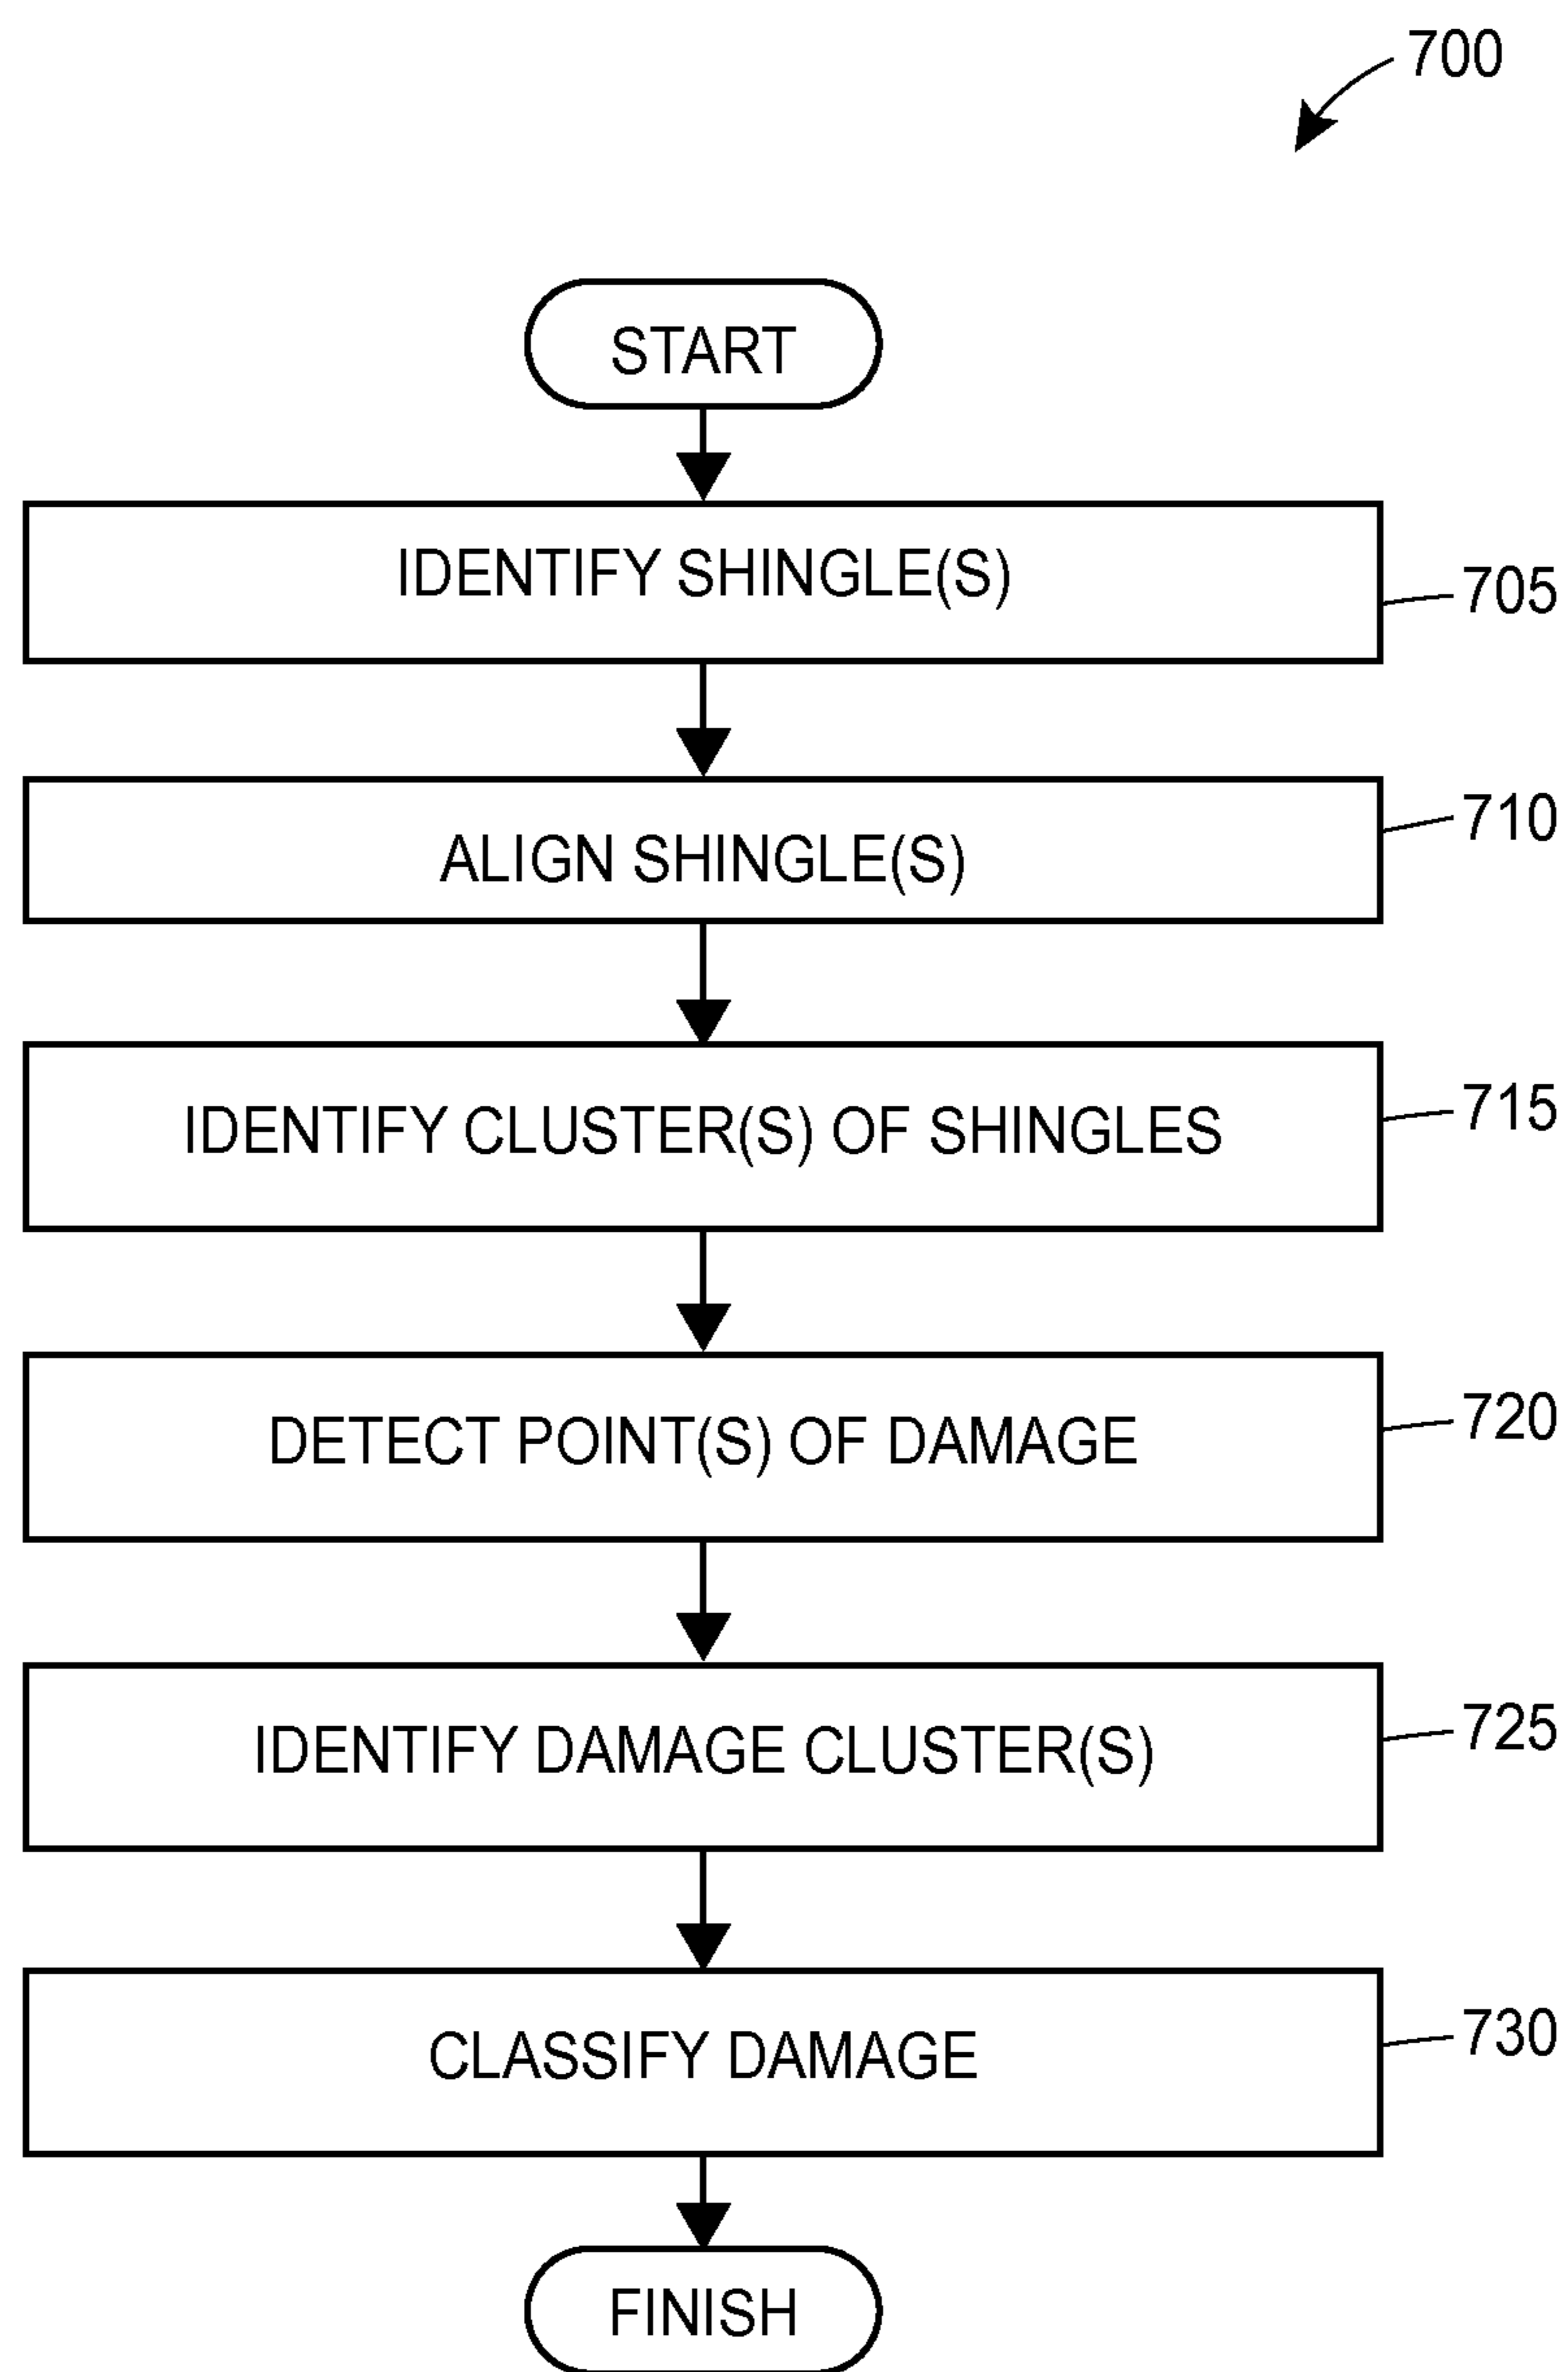 700
START
IDENTIFY SHINGLE(S)
705
ALIGN SHINGLE(S)
710
IDENTIFY CLUSTER(S) OF SHINGLES
715
DETECT POINT(S) OF DAMAGE
720
IDENTIFY DAMAGE CLUSTER(S)
725
CLASSIFY DAMAGE
730
FINISH